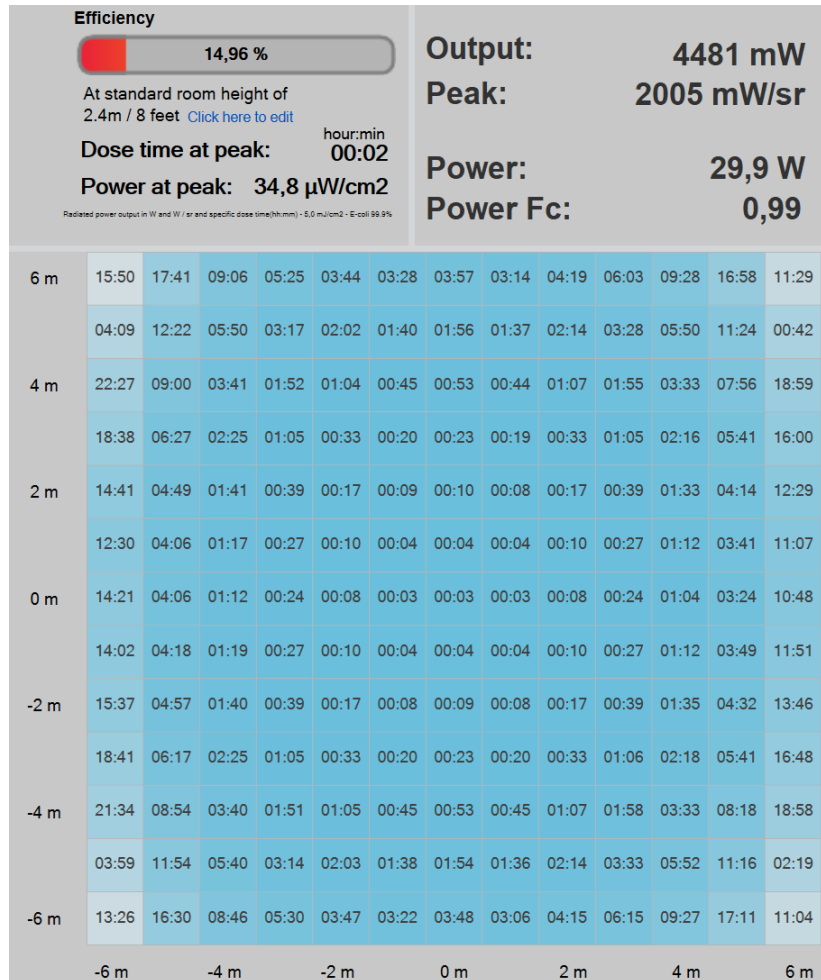 Efficiency
14,96 %
At standard room height of
2.4m / 8 feet Click here to edit
hour:min
Dose time at peak: 00:02
Power at peak: 34,8 µW/cm2
Radiated power output in W and W / sr and specific dose time(hh:mm) - 5,0 mJ/cm2 - E-coli 99.9%
Output: 4481 mW
Peak: 2005 mW/sr
Power: 29,9 W
Power Fc: 0,99
6 m 15:50 17:41 09:06 05:25 03:44 03:28 03:57 03:14 04:19 06:03 09:28 16:58 11:29
04:09 12:22 05:50 03:17 02:02 01:40 01:56 01:37 02:14 03:28 05:50 11:24 00:42
4 m 22:27 09:00 03:41 01:52 01:04 00:45 00:53 00:44 01:07 01:55 03:33 07:56 18:59
18:38 06:27 02:25 01:05 00:33 00:20 00:23 00:19 00:33 01:05 02:16 05:41 16:00
2 m 14:41 04:49 01:41 00:39 00:17 00:09 00:10 00:08 00:17 00:39 01:33 04:14 12:29
12:30 04:06 01:17 00:27 00:10 00:04 00:04 00:04 00:10 00:27 01:12 03:41 11:07
0 m 14:21 04:06 01:12 00:24 00:08 00:03 00:03 00:03 00:08 00:24 01:04 03:24 10:48
14:02 04:18 01:19 00:27 00:10 00:04 00:04 00:04 00:10 00:27 01:12 03:49 11:51
-2 m 15:37 04:57 01:40 00:39 00:17 00:08 00:09 00:08 00:17 00:39 01:35 04:32 13:46
18:41 06:17 02:25 01:05 00:33 00:20 00:23 00:20 00:33 01:06 02:18 05:41 16:48
-4 m 21:34 08:54 03:40 01:51 01:05 00:45 00:53 00:45 01:07 01:58 03:33 08:18 18:58
03:59 11:54 05:40 03:14 02:03 01:38 01:54 01:36 02:14 03:33 05:52 11:16 02:19
-6 m 13:26 16:30 08:46 05:30 03:47 03:22 03:48 03:06 04:15 06:15 09:27 17:11 11:04
-6 m -4 m -2 m 0 m 2 m 4 m 6 m